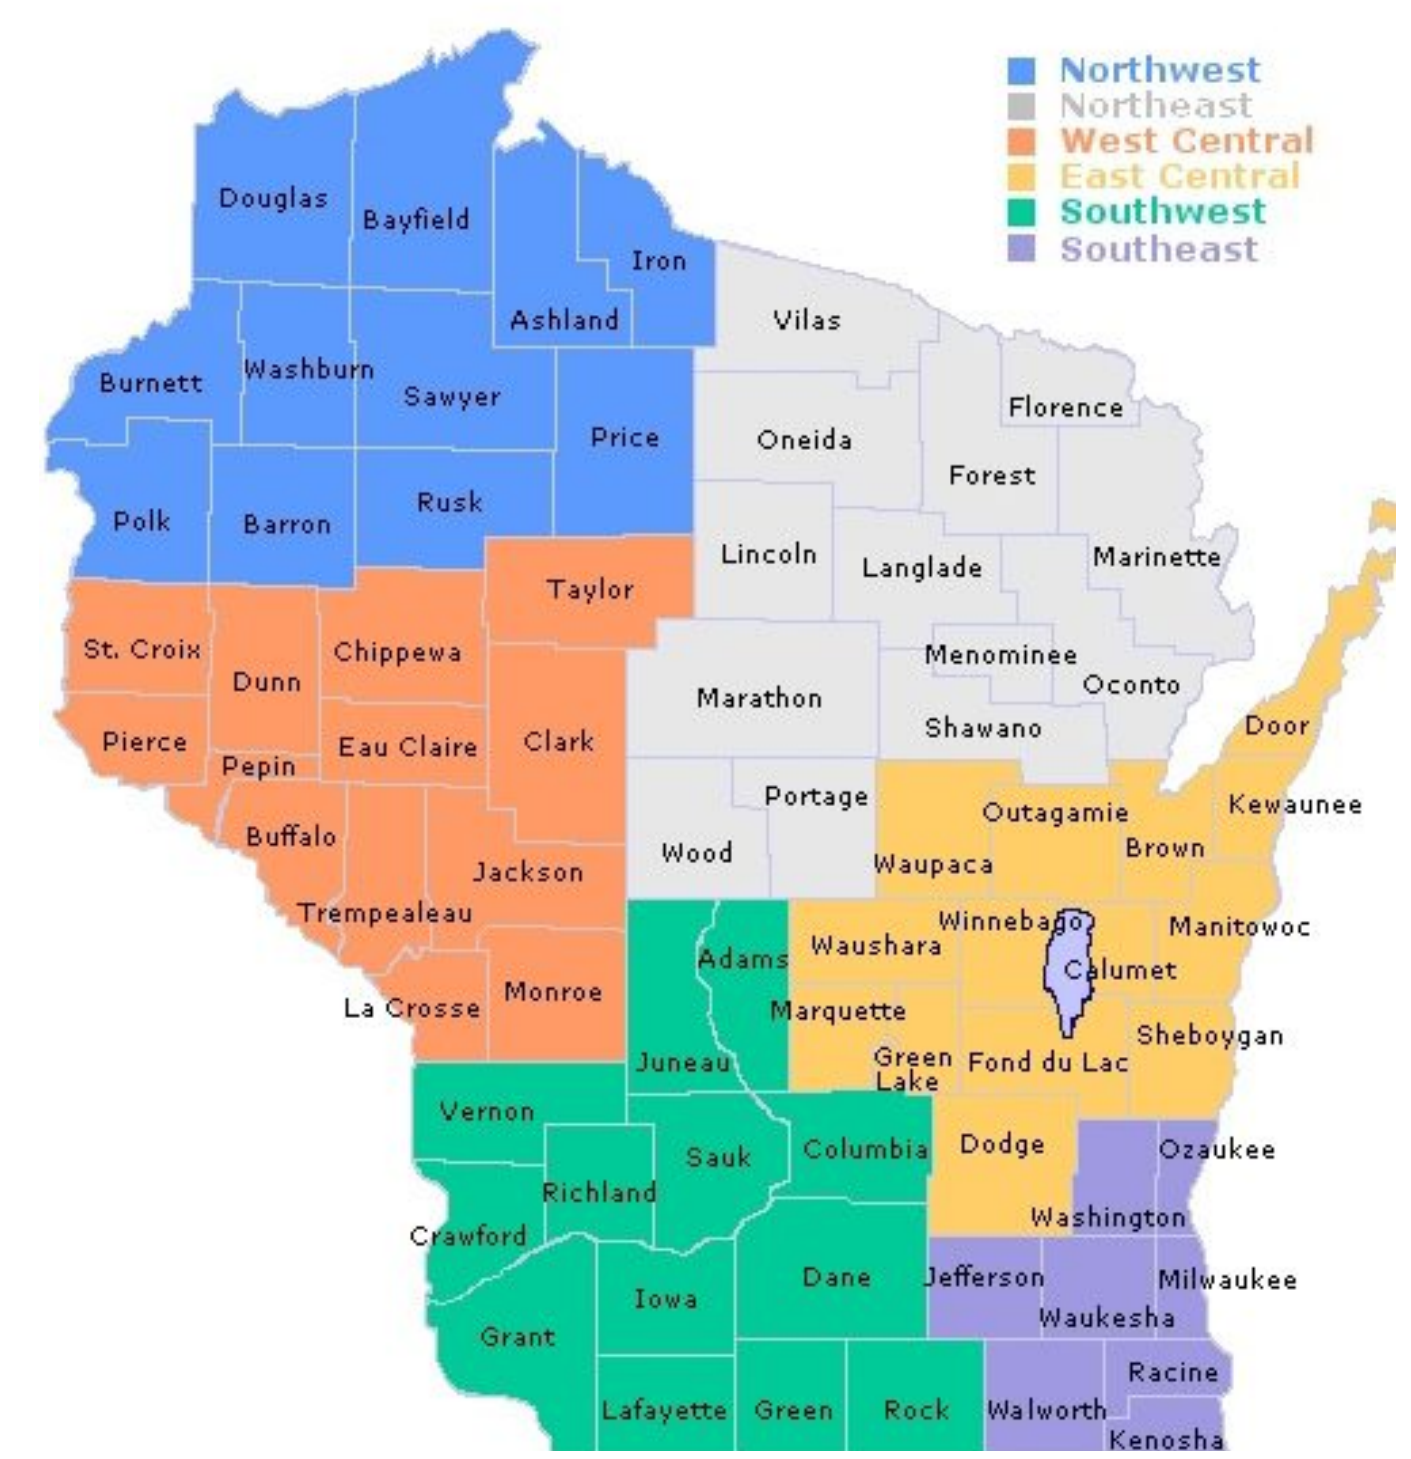 Northwest
Northeast
West Central
East Central
Southwest
Southeast
Douglas
Bayfield
Iron
Ashland
Vilas
Burnett
Washburn
Sawyer
Florence
Price
Oneida
Forest
Polk
Barron
Rusk
Lincoln
Langlade
Marinette
Taylor
St. Croix
Dunn
Chippewa
Menominee
Oconto
Marathon
Shawano
Door
Pierce
Eau Claire
Clark
Pepin
Portage
Outagamie
Kewaunee
Buffalo
Wood
Waupaca
Brown
Jackson
Trempealeau
Winnebago
Manitowoc
Waushara
Adams
Calumet
La Crosse
Monroe
Marquette
Sheboygan
Juneau
Green
Lake
Fond du Lac
Vernon
Sauk
Columbia
Dodge
Ozaukee
Richland
Washington
Crawford
Dane
Jefferson
Milwaukee
Iowa
Waukesha
Grant
Racine
Lafayette
Green
Rock
Walworth
Kenosha